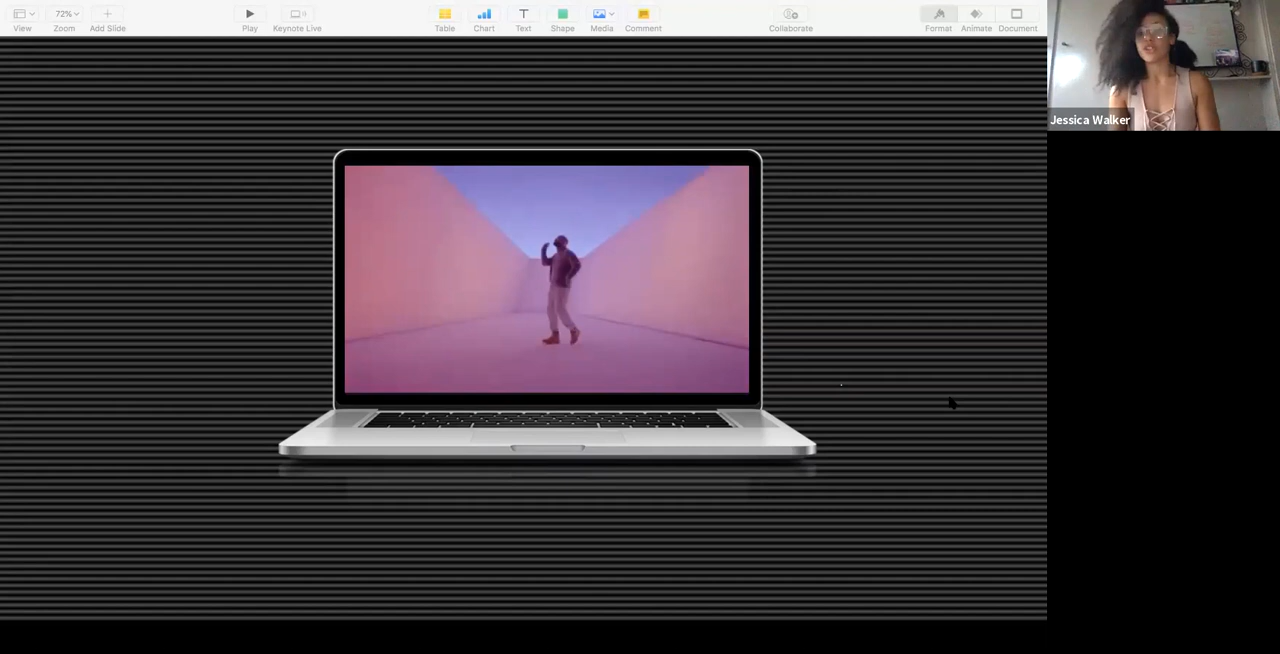 View
72%
Zoom
Add Slide
Play
Keynote Live
Table
Chart
Text
Shape
Media
Comment
Collaborate
Format
Animate
Document
Jessica Walker